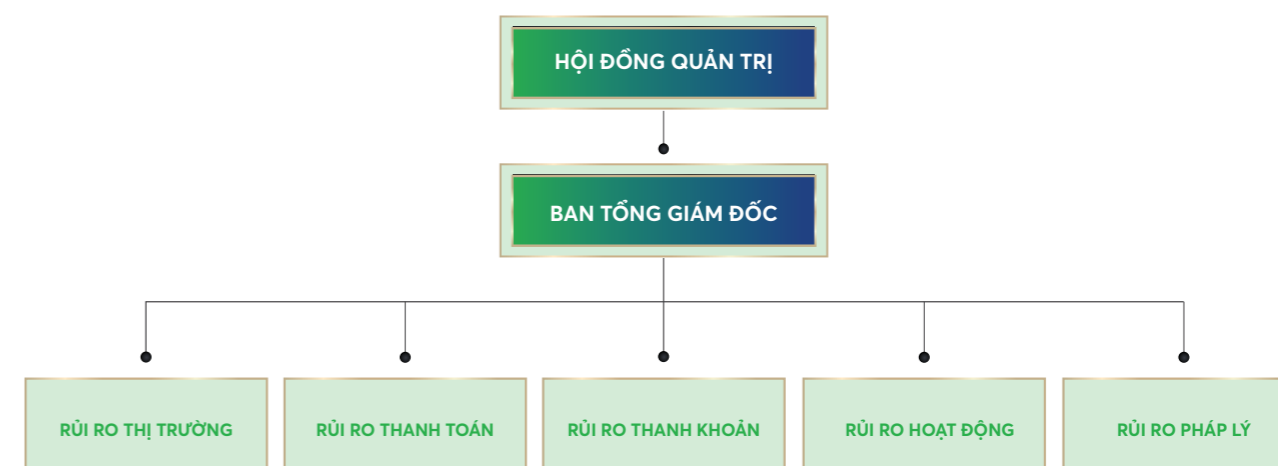 HỘI ĐỒNG QUẢN TRỊ
BAN TỔNG GIÁM ĐỐC
RỦI RO THỊ TRƯỜNG
RỦI RO THANH TOÁN
RỦI RO THANH KHOẢN
RỦI RO HOẠT ĐỘNG
RỦI RO PHÁP LÝ